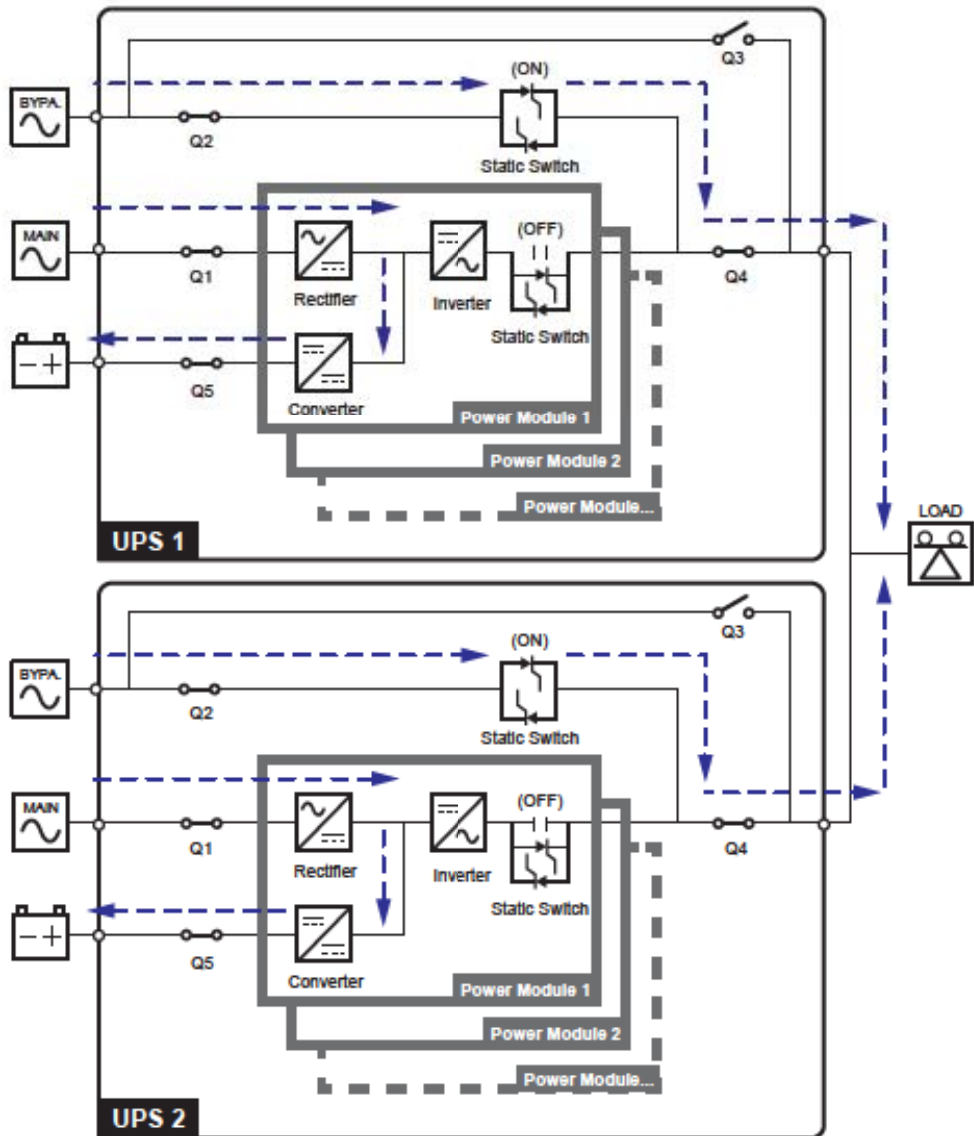 Q3
(ON)
BYPA.
Q2
Static Switch
MAIN
(OFF)
Q1
Q4
Rectifier
Inverter
Static Switch
Q5
Converter
Power Module 1
Power Module 2
Power Module...
UPS 1
LOAD
Q3
(ON)
BYPA.
Q2
Static Switch
MAIN
(OFF)
Q1
Q4
Rectifier
Inverter
Static Switch
Q5
Converter
Power Module 1
Power Module 2
Power Module...
UPS 2